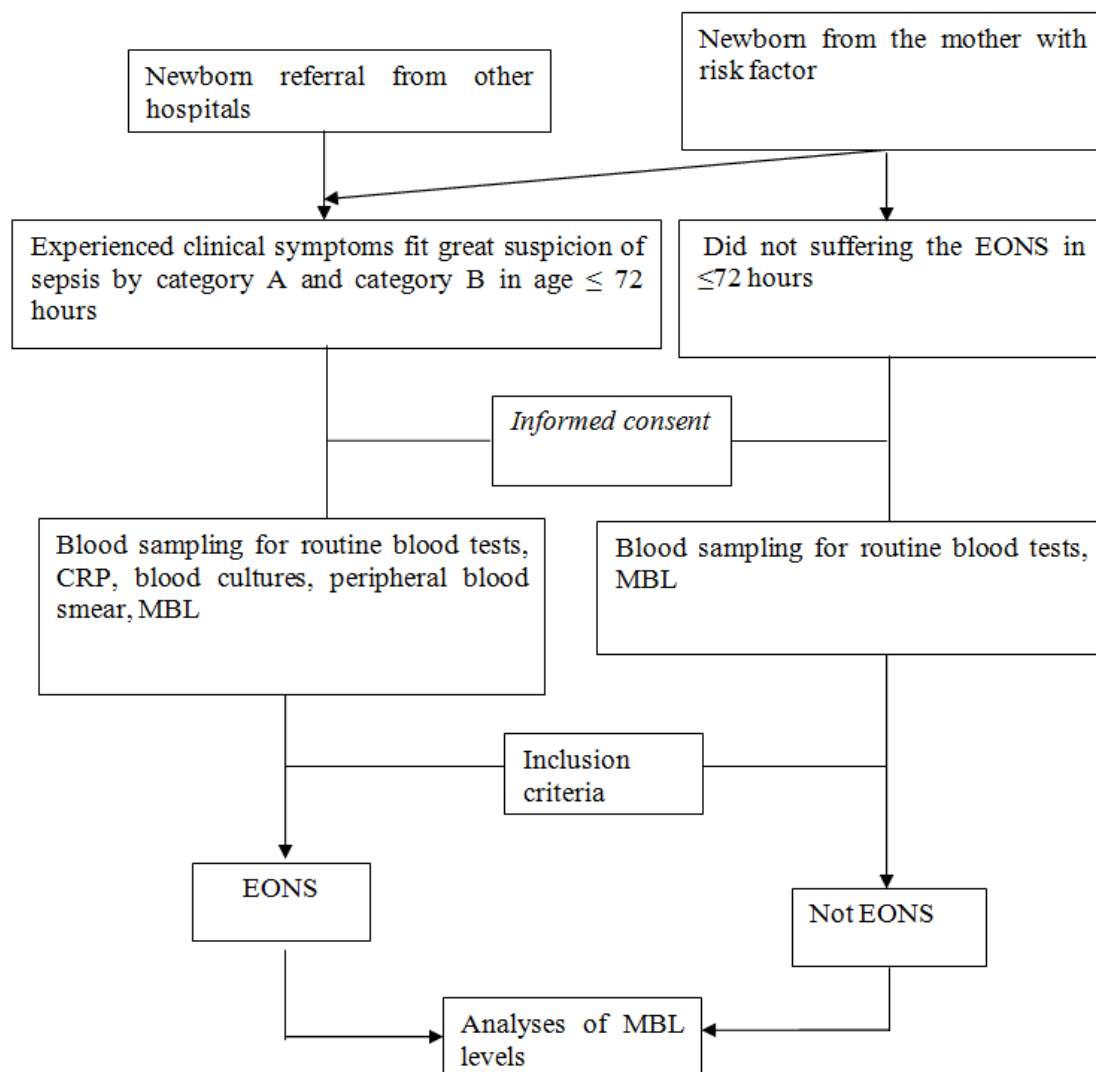 Newborn from the mother with
risk factor
Newborn referral from other
hospitals
Experienced clinical symptoms fit great suspicion of
sepsis by category A and category B in age ≤ 72
hours
Did not suffering the EONS in
≤72 hours
Informed consent
Blood sampling for routine blood tests,
CRP, blood cultures, peripheral blood
smear, MBL
Blood sampling for routine blood tests,
MBL
Inclusion
criteria
EONS
Not EONS
Analyses of MBL
levels